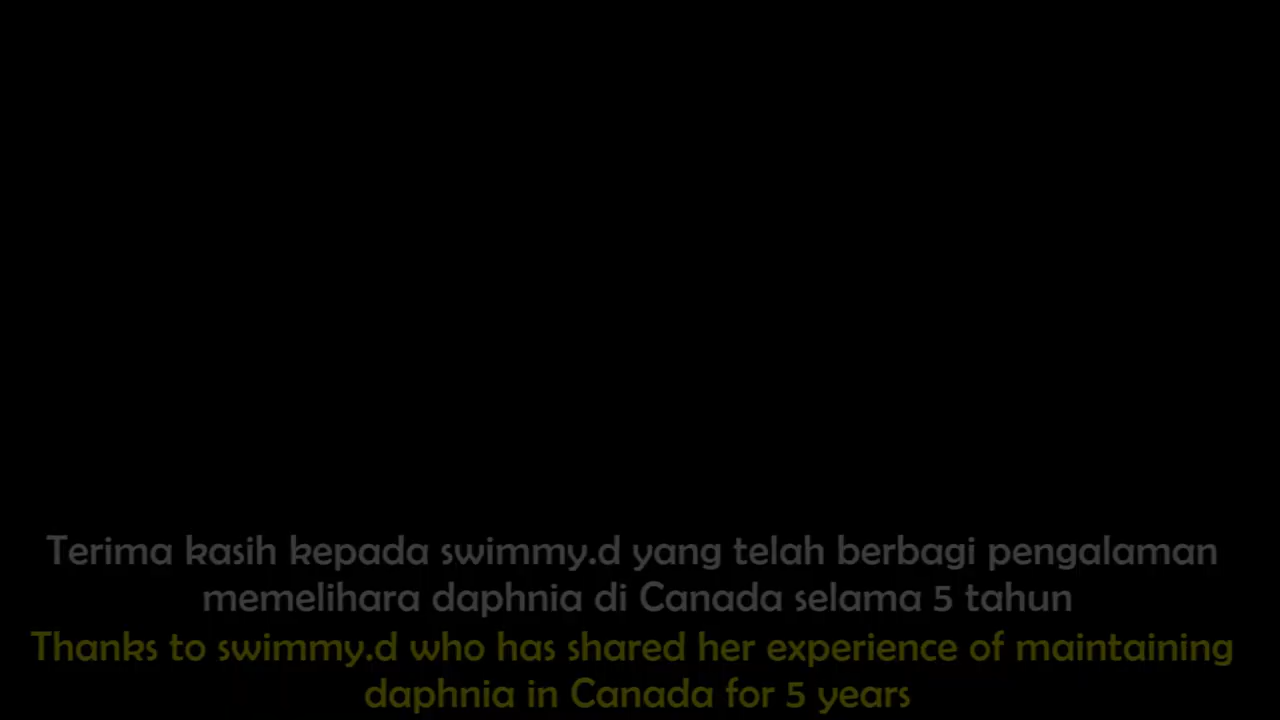 Terima kasih kepada swimmy.d yang telah berbagi pengalaman
memelihara daphnia di Canada selama 5 tahun
Thanks to swimmy.d who has shared her experience of maintaining
daphnia in Canada for 5 years